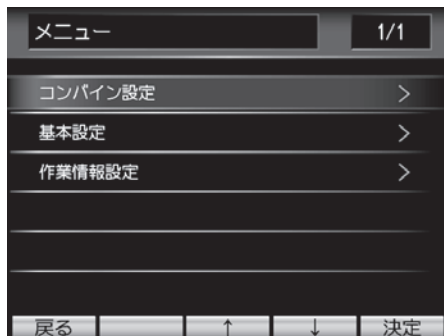 メニュー 1/1
コンバイン設定 >
基本設定 >
作業情報設定 >
戻る ↑ ↓ 決定